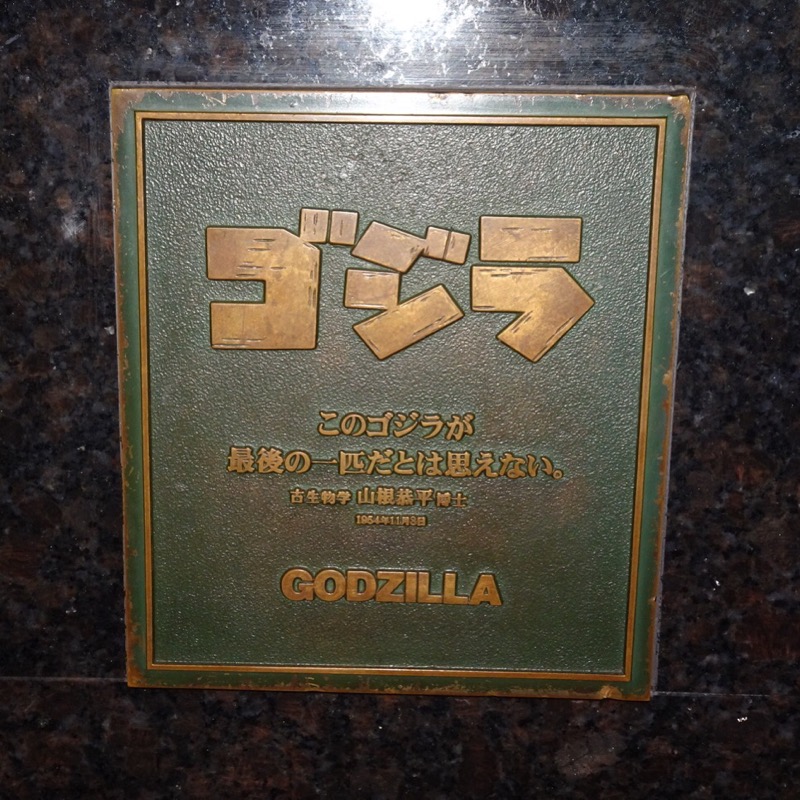 ゴジラ
このゴジラが
最後の一匹だとは思えない。
古生物学 山根恭平博士
1954年11月3日
GODZILLA